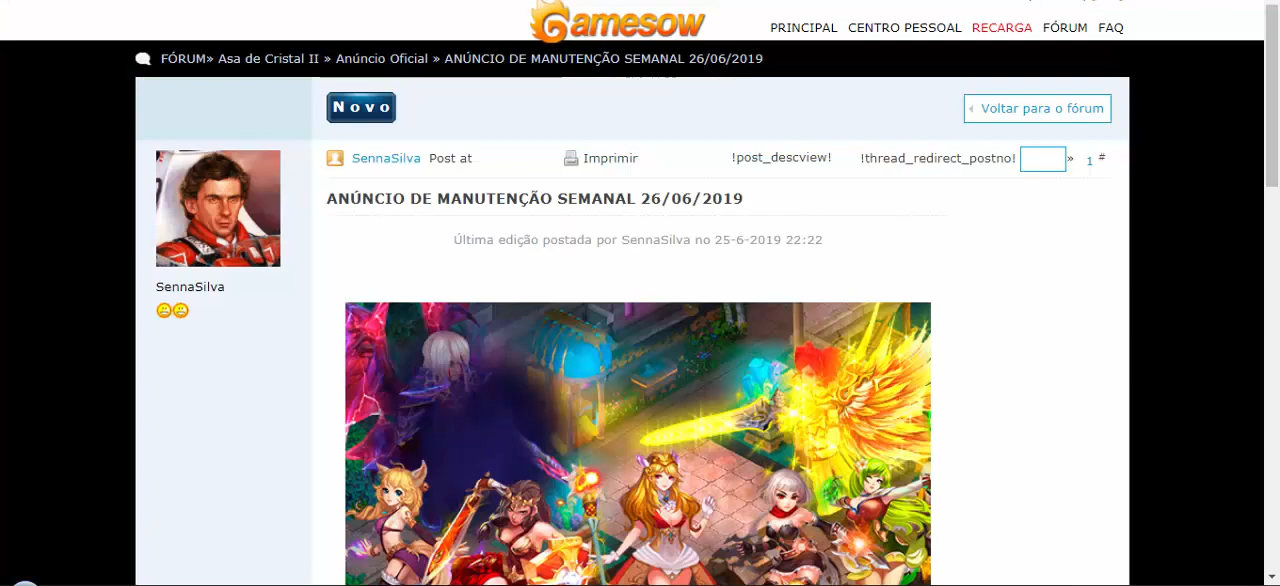 Gamesow
PRINCIPAL CENTRO PESSOAL RECARGA FÓRUM FAQ
FÓRUM» Asa de Cristal II » Anúncio Oficial » ANÚNCIO DE MANUTENÇÃO SEMANAL 26/06/2019
Novo
Voltar para o fórum
SennaSilva Post at Imprimir !post_descview! !thread_redirect_postno! » 1 #
ANÚNCIO DE MANUTENÇÃO SEMANAL 26/06/2019
Última edição postada por SennaSilva no 25-6-2019 22:22
SennaSilva